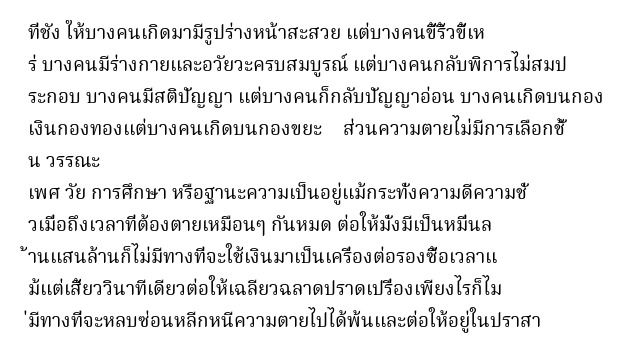 ที่ชัง ให้บางคนเกิดมามีรูปร่างหน้าสะสวย แต่บางคนขี้ริ้วขี้เห
ร่ บางคนมีร่างกายและอวัยวะครบสมบูรณ์ แต่บางคนกลับพิการไม่สมป
ระกอบ บางคนมีสติปัญญา แต่บางคนก็กลับปัญญาอ่อน บางคนเกิดบนกอง
เงินกองทองแต่บางคนเกิดบนกองขยะ   ส่วนความตายไม่มีการเลือกชั้
น วรรณะ
เพศ วัย การศึกษา หรือฐานะความเป็นอยู่แม้กระทั่งความดีความชั่
วเมื่อถึงเวลาที่ต้องตายเหมือนๆ กันหมด ต่อให้มั่งมีเป็นหมื่นล
้านแสนล้านก็ไม่มีทางที่จะใช้เงินมาเป็นเครื่องต่อรองซื้อเวลาแ
ม้แต่เสี้ยววินาทีเดียวต่อให้เฉลียวฉลาดปราดเปรื่องเพียงไรก็ไม
่มีทางที่จะหลบซ่อนหลีกหนีความตายไปได้พ้นและต่อให้อยู่ในปราสา